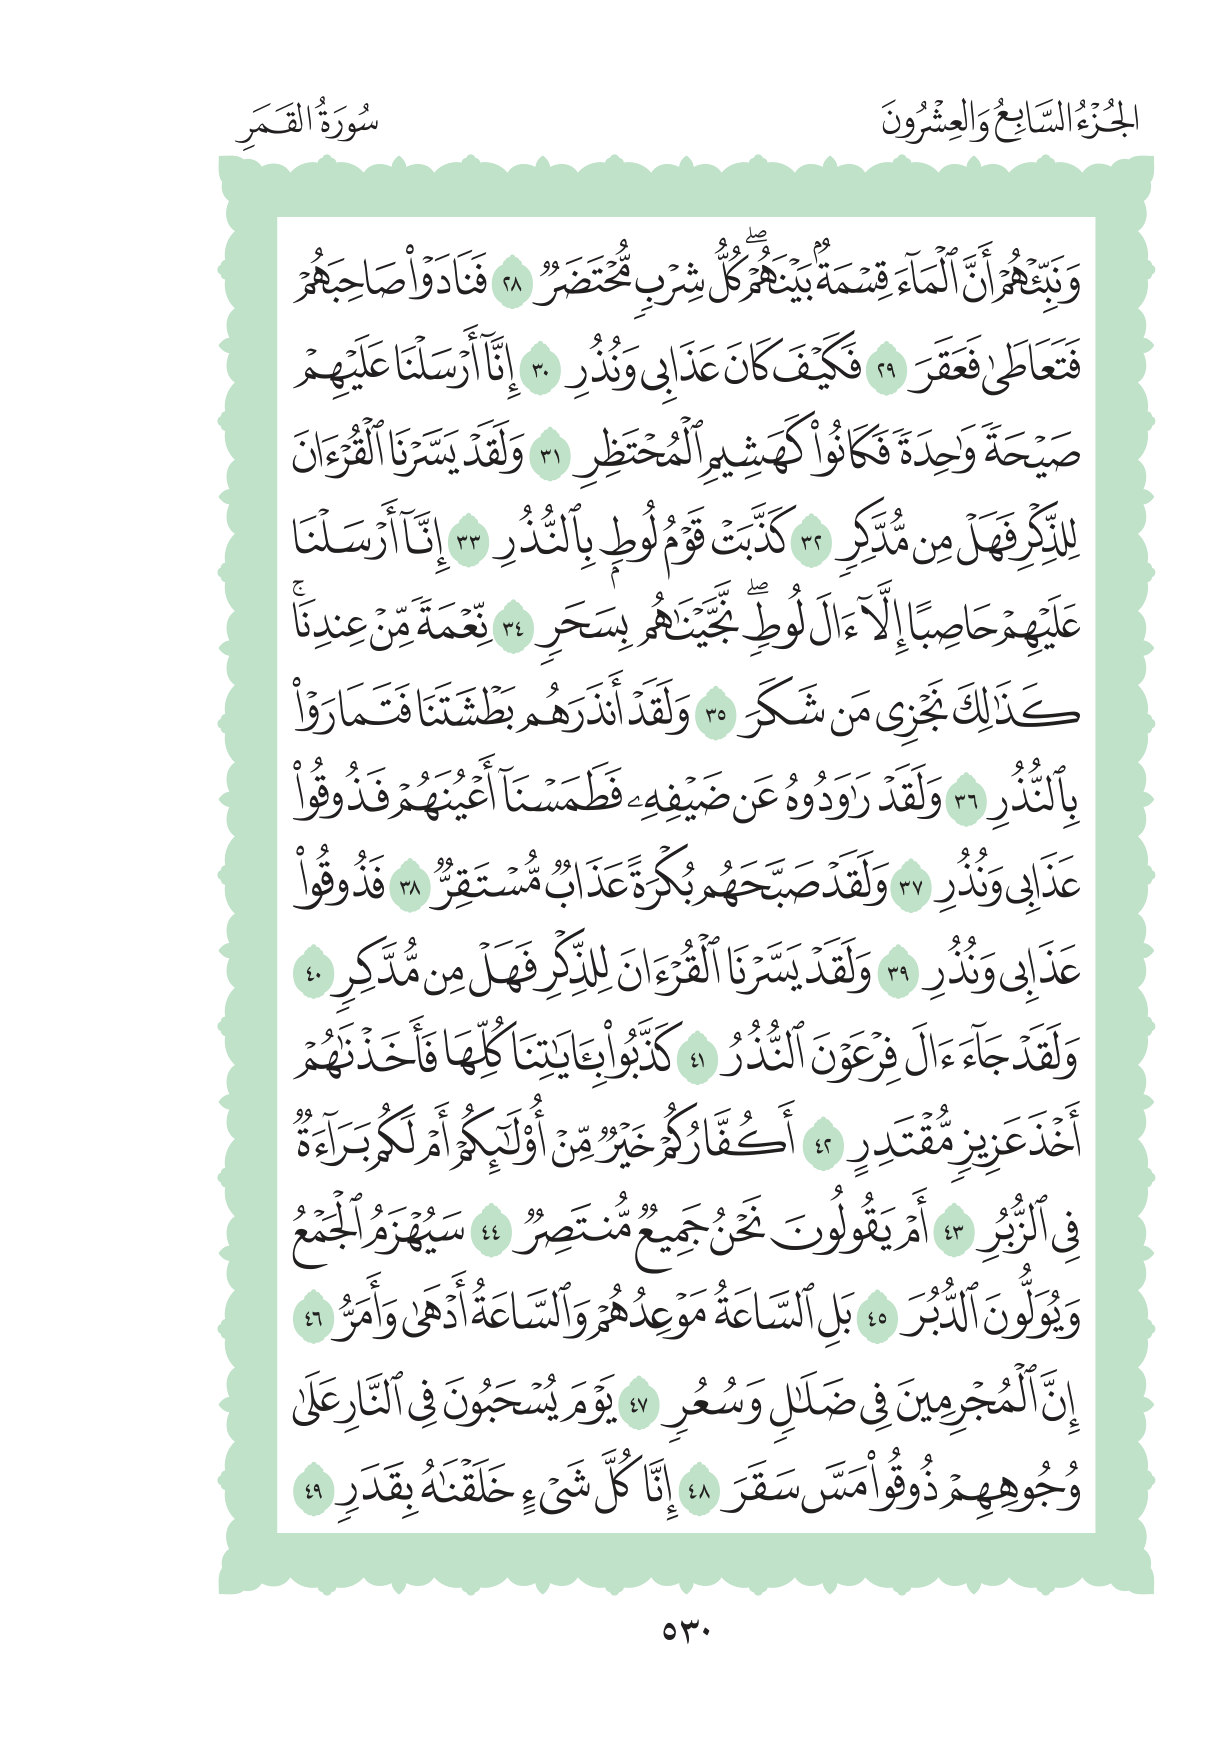 الجُزْءُ السَّابِعُ وَالعِشْرُونَ
سُورَةُ القَمَرِ
وَنَبِّئۡهُمۡ أَنَّ ٱلۡمَآءَ قِسۡمَةُۢ بَيۡنَهُمۡۖ كُلُّ شِرۡبٖ مُّحۡتَضَرٞ ٢٨ فَنَادَوۡاْ صَاحِبَهُمۡ
فَتَعَاطَىٰ فَعَقَرَ ٢٩ فَكَيۡفَ كَانَ عَذَابِي وَنُذُرِ ٣٠ إِنَّآ أَرۡسَلۡنَا عَلَيۡهِمۡ
صَيۡحَةٗ وَٰحِدَةٗ فَكَانُواْ كَهَشِيمِ ٱلۡمُحۡتَظِرِ ٣١ وَلَقَدۡ يَسَّرۡنَا ٱلۡقُرۡءَانَ
لِلذِّكۡرِ فَهَلۡ مِن مُّدَّكِرٖ ٣٢ كَذَّبَتۡ قَوۡمُ لُوطِۭ بِٱلنُّذُرِ ٣٣ إِنَّآ أَرۡسَلۡنَا
عَلَيۡهِمۡ حَاصِبًا إِلَّآ ءَالَ لُوطٖۖ نَّجَّيۡنَٰهُم بِسَحَرٖ ٣٤ نِّعۡمَةٗ مِّنۡ عِندِنَاۚ
كَذَٰلِكَ نَجۡزِي مَن شَكَرَ ٣٥ وَلَقَدۡ أَنذَرَهُم بَطۡشَتَنَا فَتَمَارَوۡاْ
بِٱلنُّذُرِ ٣٦ وَلَقَدۡ رَٰوَدُوهُ عَن ضَيۡفِهِۦ فَطَمَسۡنَآ أَعۡيُنَهُمۡ فَذُوقُواْ
عَذَابِي وَنُذُرِ ٣٧ وَلَقَدۡ صَبَّحَهُم بُكۡرَةً عَذَابٞ مُّسۡتَقِرّٞ ٣٨ فَذُوقُواْ
عَذَابِي وَنُذُرِ ٣٩ وَلَقَدۡ يَسَّرۡنَا ٱلۡقُرۡءَانَ لِلذِّكۡرِ فَهَلۡ مِن مُّدَّكِرٖ ٤٠
وَلَقَدۡ جَآءَ ءَالَ فِرۡعَوۡنَ ٱلنُّذُرُ ٤١ كَذَّبُواْ بِـَٔايَٰتِنَا كُلِّهَا فَأَخَذۡنَٰهُمۡ
أَخۡذَ عَزِيزٖ مُّقۡتَدِرٍ ٤٢ أَكُفَّارُكُمۡ خَيۡرٞ مِّنۡ أُوْلَٰٓئِكُمۡ أَمۡ لَكُم بَرَآءَةٞ
فِي ٱلزُّبُرِ ٤٣ أَمۡ يَقُولُونَ نَحۡنُ جَمِيعٞ مُّنتَصِرٞ ٤٤ سَيُهۡزَمُ ٱلۡجَمۡعُ
وَيُوَلُّونَ ٱلدُّبُرَ ٤٥ بَلِ ٱلسَّاعَةُ مَوۡعِدُهُمۡ وَٱلسَّاعَةُ أَدۡهَىٰ وَأَمَرُّ ٤٦
إِنَّ ٱلۡمُجۡرِمِينَ فِي ضَلَٰلٖ وَسُعُرٖ ٤٧ يَوۡمَ يُسۡحَبُونَ فِي ٱلنَّارِ عَلَىٰ
وُجُوهِهِمۡ ذُوقُواْ مَسَّ سَقَرَ ٤٨ إِنَّا كُلَّ شَيۡءٍ خَلَقۡنَٰهُ بِقَدَرٖ ٤٩
٥٣٠